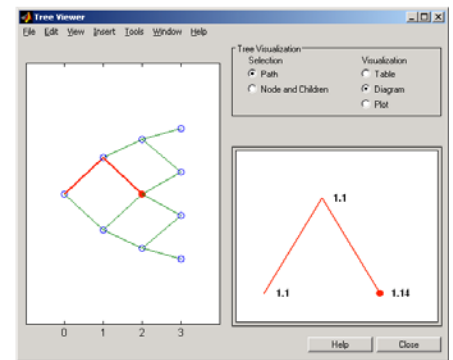 Tree Viewer
File Edit View Insert Tools Window Help
Tree Visualization
Selection
Visualization
Path
Table
Node and Children
Diagram
Plot
1.1
1.1
1.14
0 1 2 3
Help Close